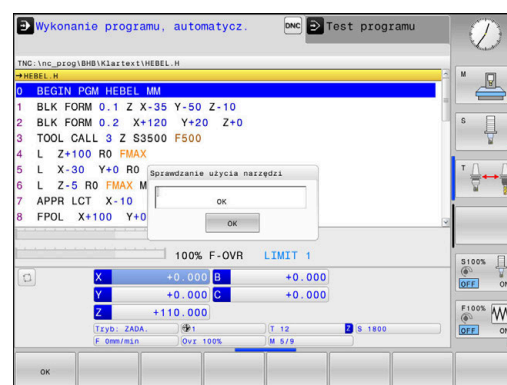 Wykonanie programu, automatycz.
DNC
Test programu
TNC:\nc_prog\BHB\Klartext\HEBEL.H
→HEBEL.H
0 BEGIN PGM HEBEL MM
1 BLK FORM 0.1 Z X-35 Y-50 Z-10
2 BLK FORM 0.2 X+120 Y+20 Z+0
3 TOOL CALL 3 Z S3500 F500
4 L Z+100 R0 FMAX
5 L X-30 Y+0 R0
6 L Z-5 R0 FMAX M
7 APPR LCT X-10
8 FPOL X+100 Y+0
Sprawdzanie użycia narzędzi
OK
OK
100% F-OVR LIMIT 1
X +0.000 B +0.000
Y +0.000 C +0.000
Z +110.000
Tryb: ZADA. 1 T 12 Z S 1800
F 0mm/min Ovr 100% M 5/9
OK
M
S
T
S100%
OFF ON
F100%
OFF ON